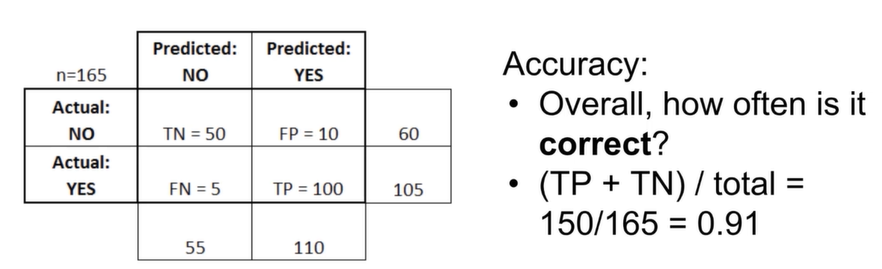 Predicted: Predicted:
n=165 NO YES
Actual:
NO TN = 50 FP = 10 60
Actual:
YES FN = 5 TP = 100 105
55 110
Accuracy:
• Overall, how often is it
correct?
• (TP + TN) / total =
150/165 = 0.91